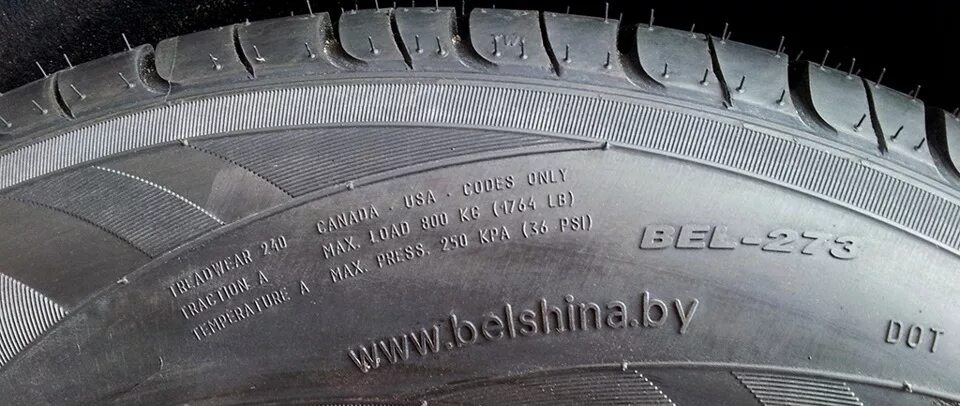 TREADWEAR 240
TRACTION A
TEMPERATURE A
CANADA · USA · CODES ONLY
MAX. LOAD 800 KG (1764 LB)
MAX. PRESS. 250 KPA (36 PSI)
BEL-273
www.belshina.by
DOT